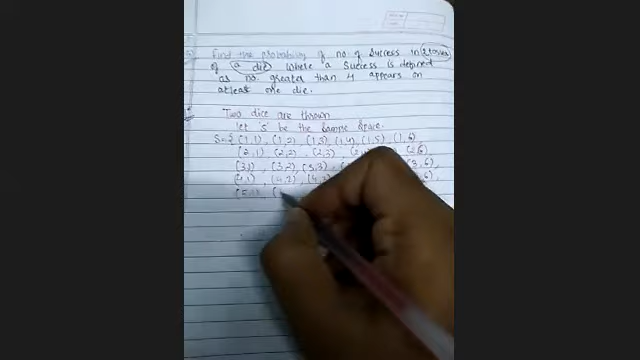 Find the probability of no. of Success in 2 tosses
of a die where a Success is defined
as no. greater than 4 appears on
atleast one die.
Two dice are thrown
let 'S' be the Sample Space.
S = { (1,1) , (1,2) , (1,3) , (1,4) , (1,5) , (1,6)
(2,1) , (2,2) , (2,3) ,
(3,1) , (3,2) , (3,3) , , 6)
(4,1) , (4,2) , , 6)
(5,1) , (